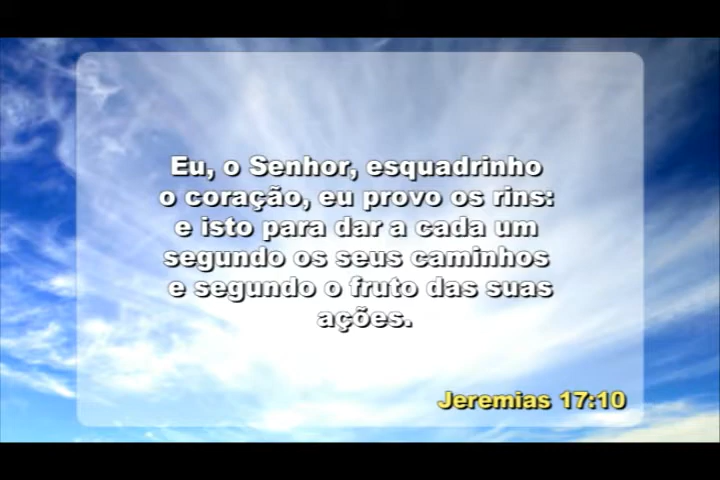 Eu, o Senhor, esquadrinho
o coração, eu provo os rins:
e isto para dar a cada um
segundo os seus caminhos
e segundo o fruto das suas
ações.
Jeremias 17:10